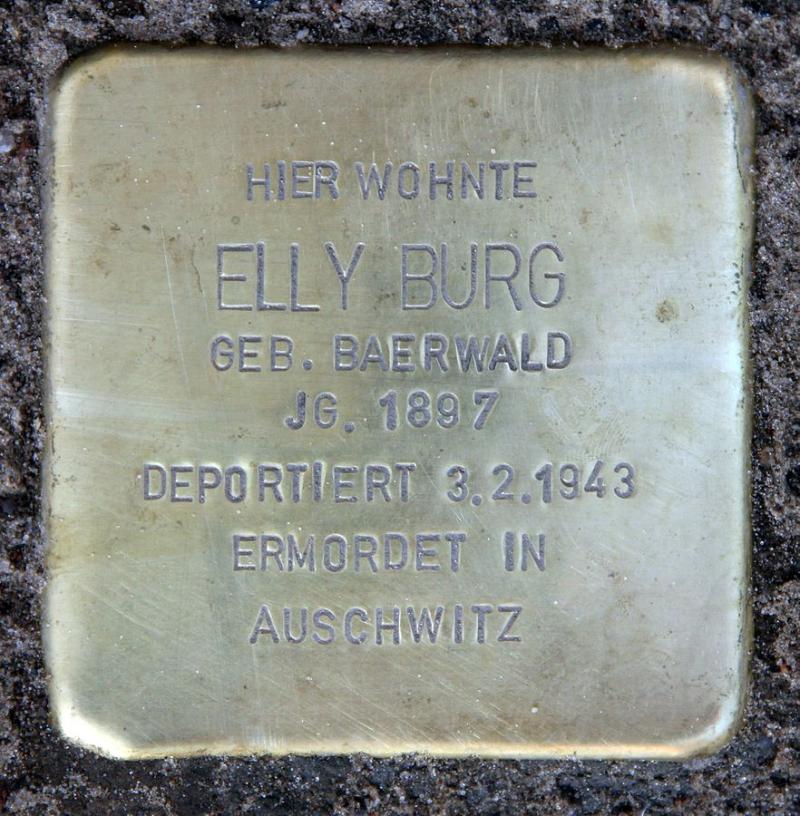 HIER WOHNTE
ELLY BURG
GEB. BAERWALD
JG. 1897
DEPORTIERT 3.2.1943
ERMORDET IN
AUSCHWITZ